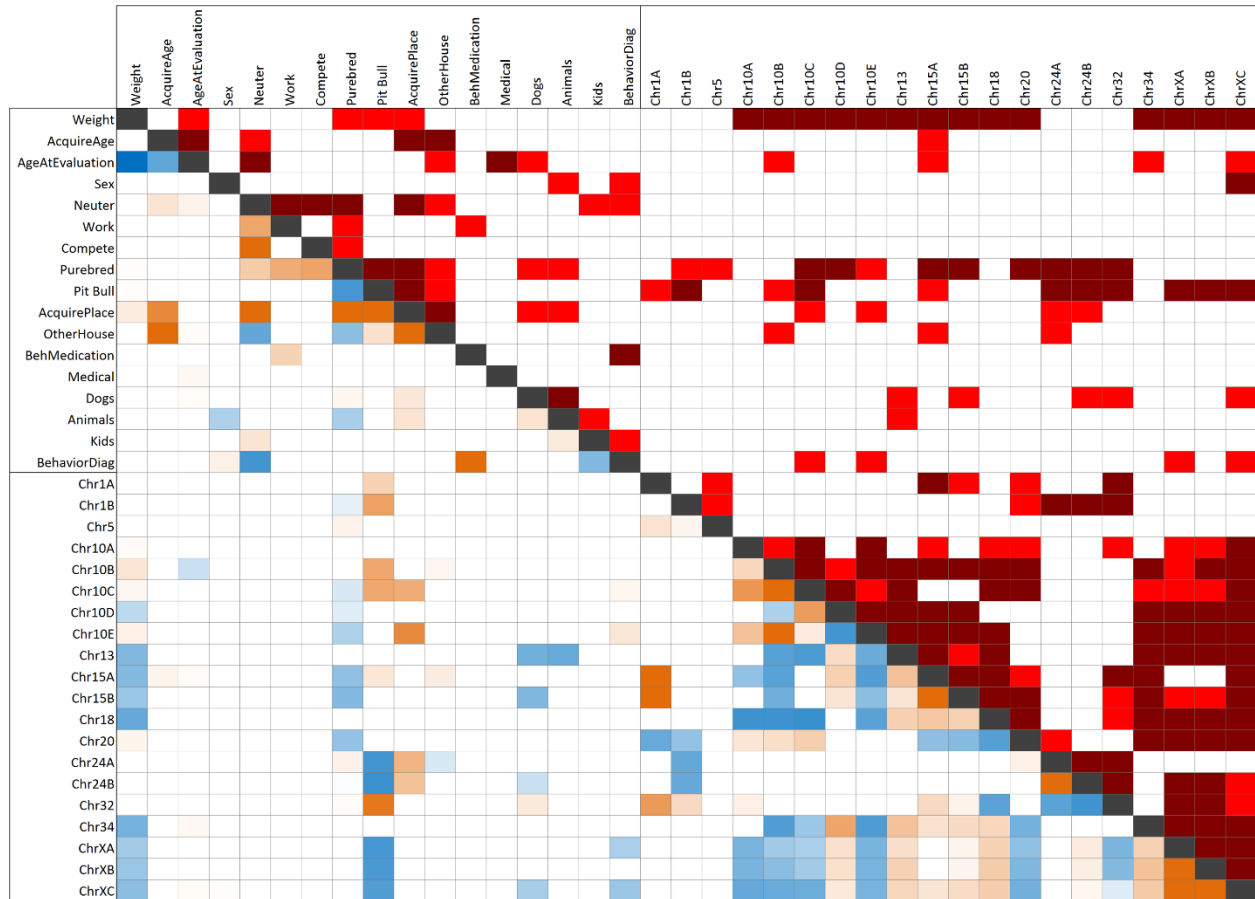 Weight
AcquireAge
AgeAtEvaluation
Sex
Neuter
Work
Compete
Purebred
Pit Bull
AcquirePlace
OtherHouse
BehMedication
Medical
Dogs
Animals
Kids
BehaviorDiag
Chr1A
Chr1B
Chr5
Chr10A
Chr10B
Chr10C
Chr10D
Chr10E
Chr13
Chr15A
Chr15B
Chr18
Chr20
Chr24A
Chr24B
Chr32
Chr34
ChrXA
ChrXB
ChrXC
Weight
AcquireAge
AgeAtEvaluation
Sex
Neuter
Work
Compete
Purebred
Pit Bull
AcquirePlace
OtherHouse
BehMedication
Medical
Dogs
Animals
Kids
BehaviorDiag
Chr1A
Chr1B
Chr5
Chr10A
Chr10B
Chr10C
Chr10D
Chr10E
Chr13
Chr15A
Chr15B
Chr18
Chr20
Chr24A
Chr24B
Chr32
Chr34
ChrXA
ChrXB
ChrXC